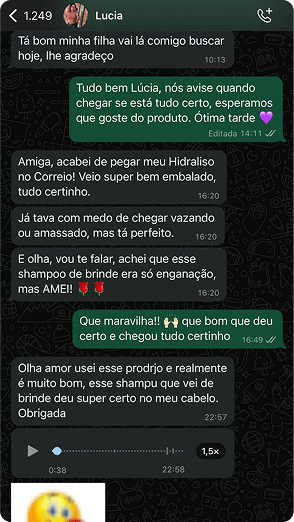 1.249 Lucia
Tá bom minha filha vai lá comigo buscar
hoje, lhe agradeço
10:13
Tudo bem Lúcia, nós avise quando
chegar se está tudo certo, esperamos
que goste do produto. Ótima tarde 💜
Editada 14:11
Amiga, acabei de pegar meu Hidraliso
no Correio! Veio super bem embalado,
tudo certinho.
16:20
Já tava com medo de chegar vazando
ou amassado, mas tá perfeito.
16:20
E olha, vou te falar, achei que esse
shampoo de brinde era só enganação,
mas AMEI! 🌹🌹
16:20
Que maravilha!! 🙌🏻 que bom que deu
certo e chegou tudo certinho
16:49
Olha amor usei esse prodrjo e realmente
é muito bom, esse shampu que vei de
brinde deu super certo no meu cabelo.
Obrigada
22:57
1,5×
0:38 22:58